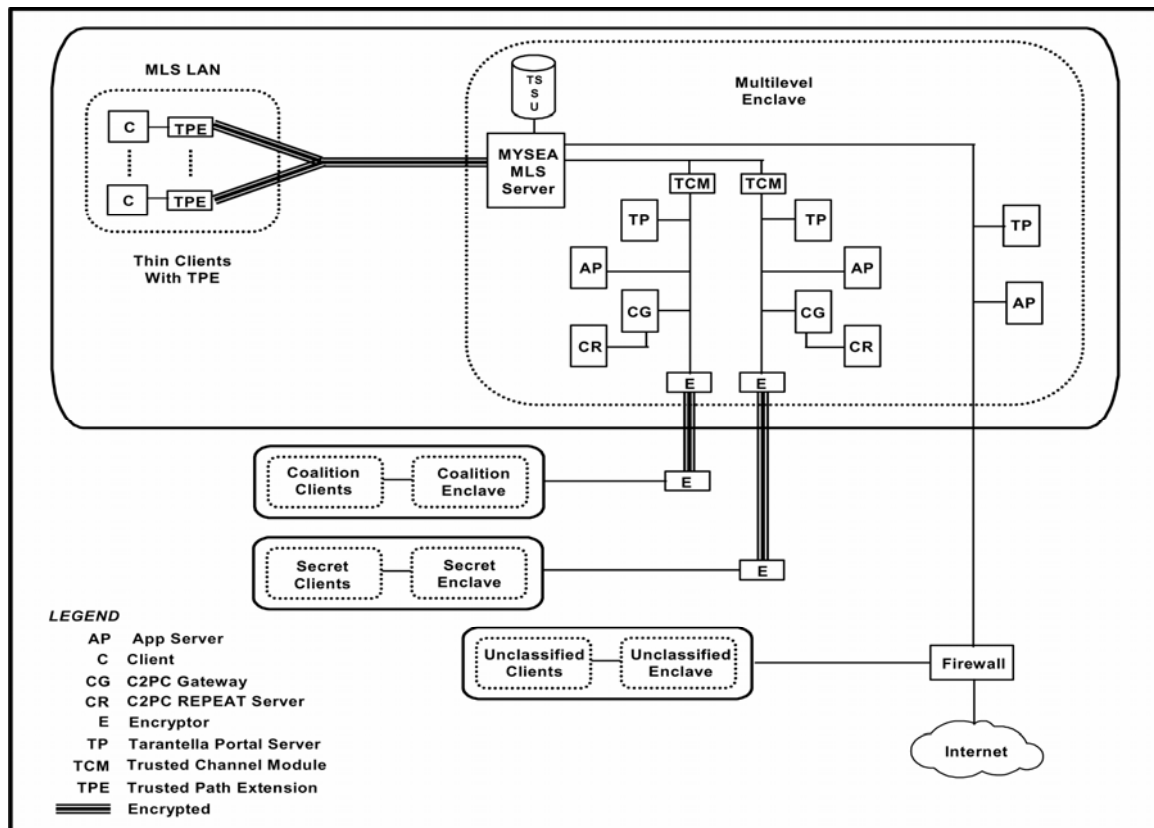 MLS LAN
C
TPE
C
TPE
Thin Clients
With TPE
TS
S
U
MYSEA
MLS
Server
Multilevel
Enclave
TCM
TCM
TP
TP
TP
AP
AP
AP
CG
CG
CR
CR
E
E
Coalition
Clients
Coalition
Enclave
E
Secret
Clients
Secret
Enclave
E
Unclassified
Clients
Unclassified
Enclave
Firewall
Internet
LEGEND
AP App Server
C Client
CG C2PC Gateway
CR C2PC REPEAT Server
E Encryptor
TP Tarantella Portal Server
TCM Trusted Channel Module
TPE Trusted Path Extension
Encrypted